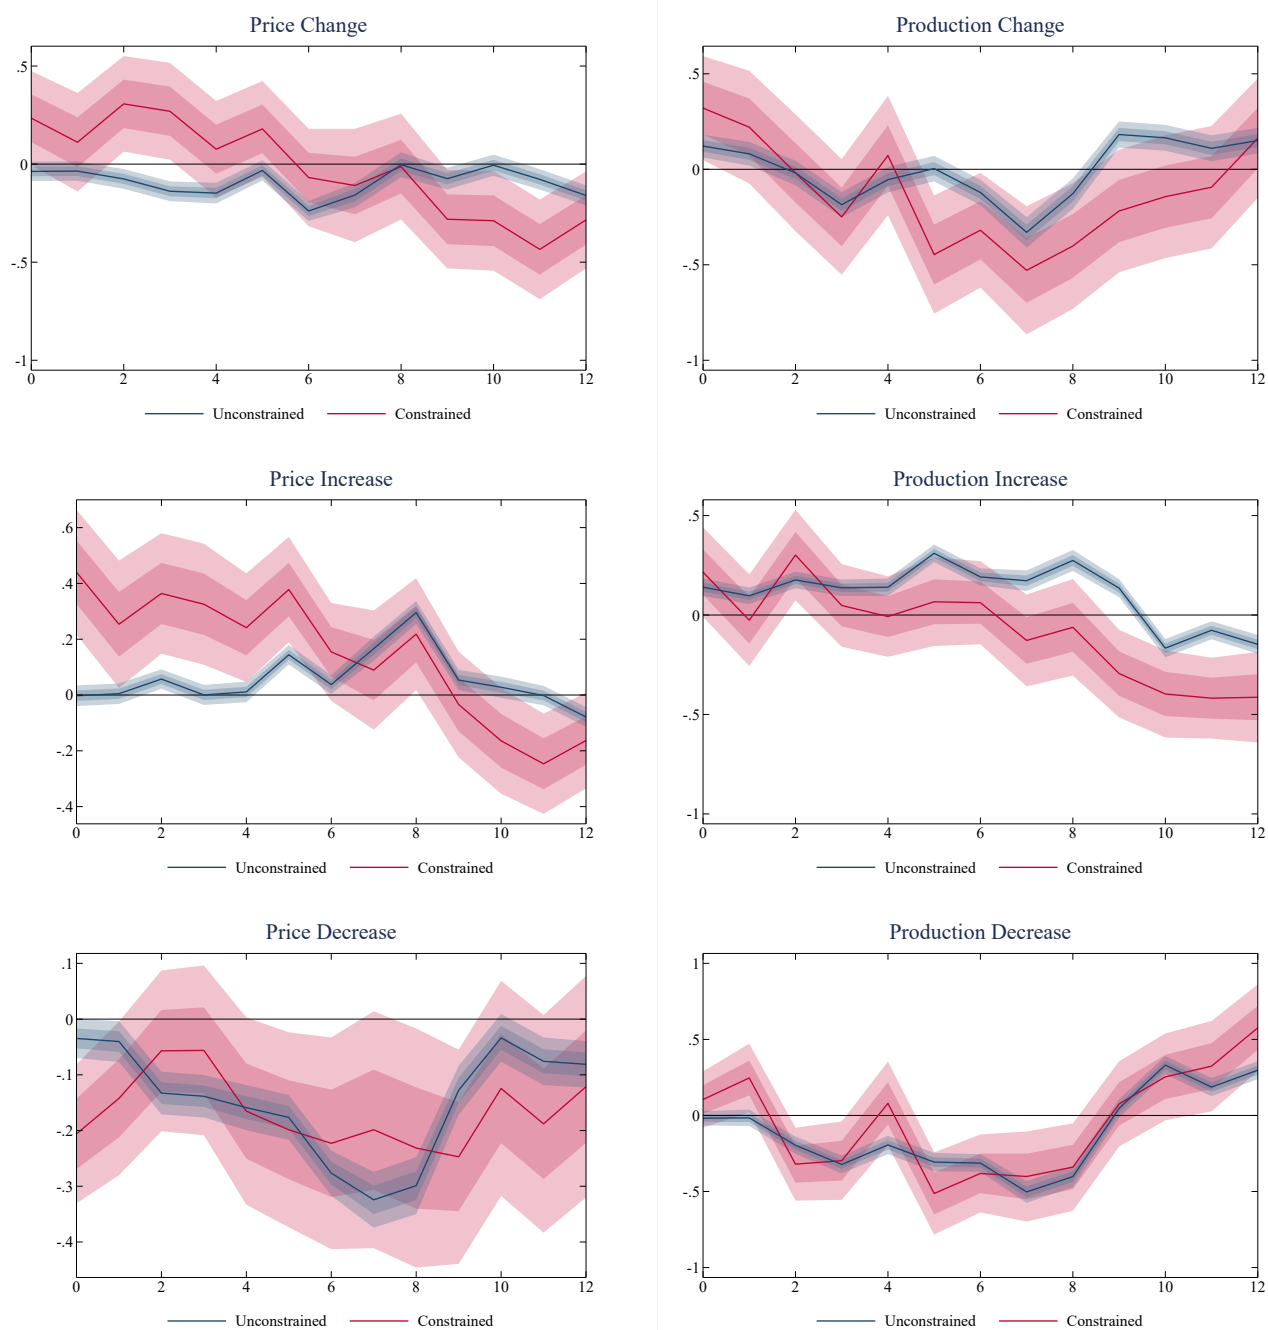 Price Change
.5
0
-.5
-1
0 2 4 6 8 10 12
Unconstrained Constrained
Production Change
.5
0
-.5
-1
0 2 4 6 8 10 12
Unconstrained Constrained
Price Increase
.6
.4
.2
0
-.2
-.4
0 2 4 6 8 10 12
Unconstrained Constrained
Production Increase
.5
0
-.5
-1
0 2 4 6 8 10 12
Unconstrained Constrained
Price Decrease
.1
0
-.1
-.2
-.3
-.4
0 2 4 6 8 10 12
Unconstrained Constrained
Production Decrease
1
.5
0
-.5
-1
0 2 4 6 8 10 12
Unconstrained Constrained